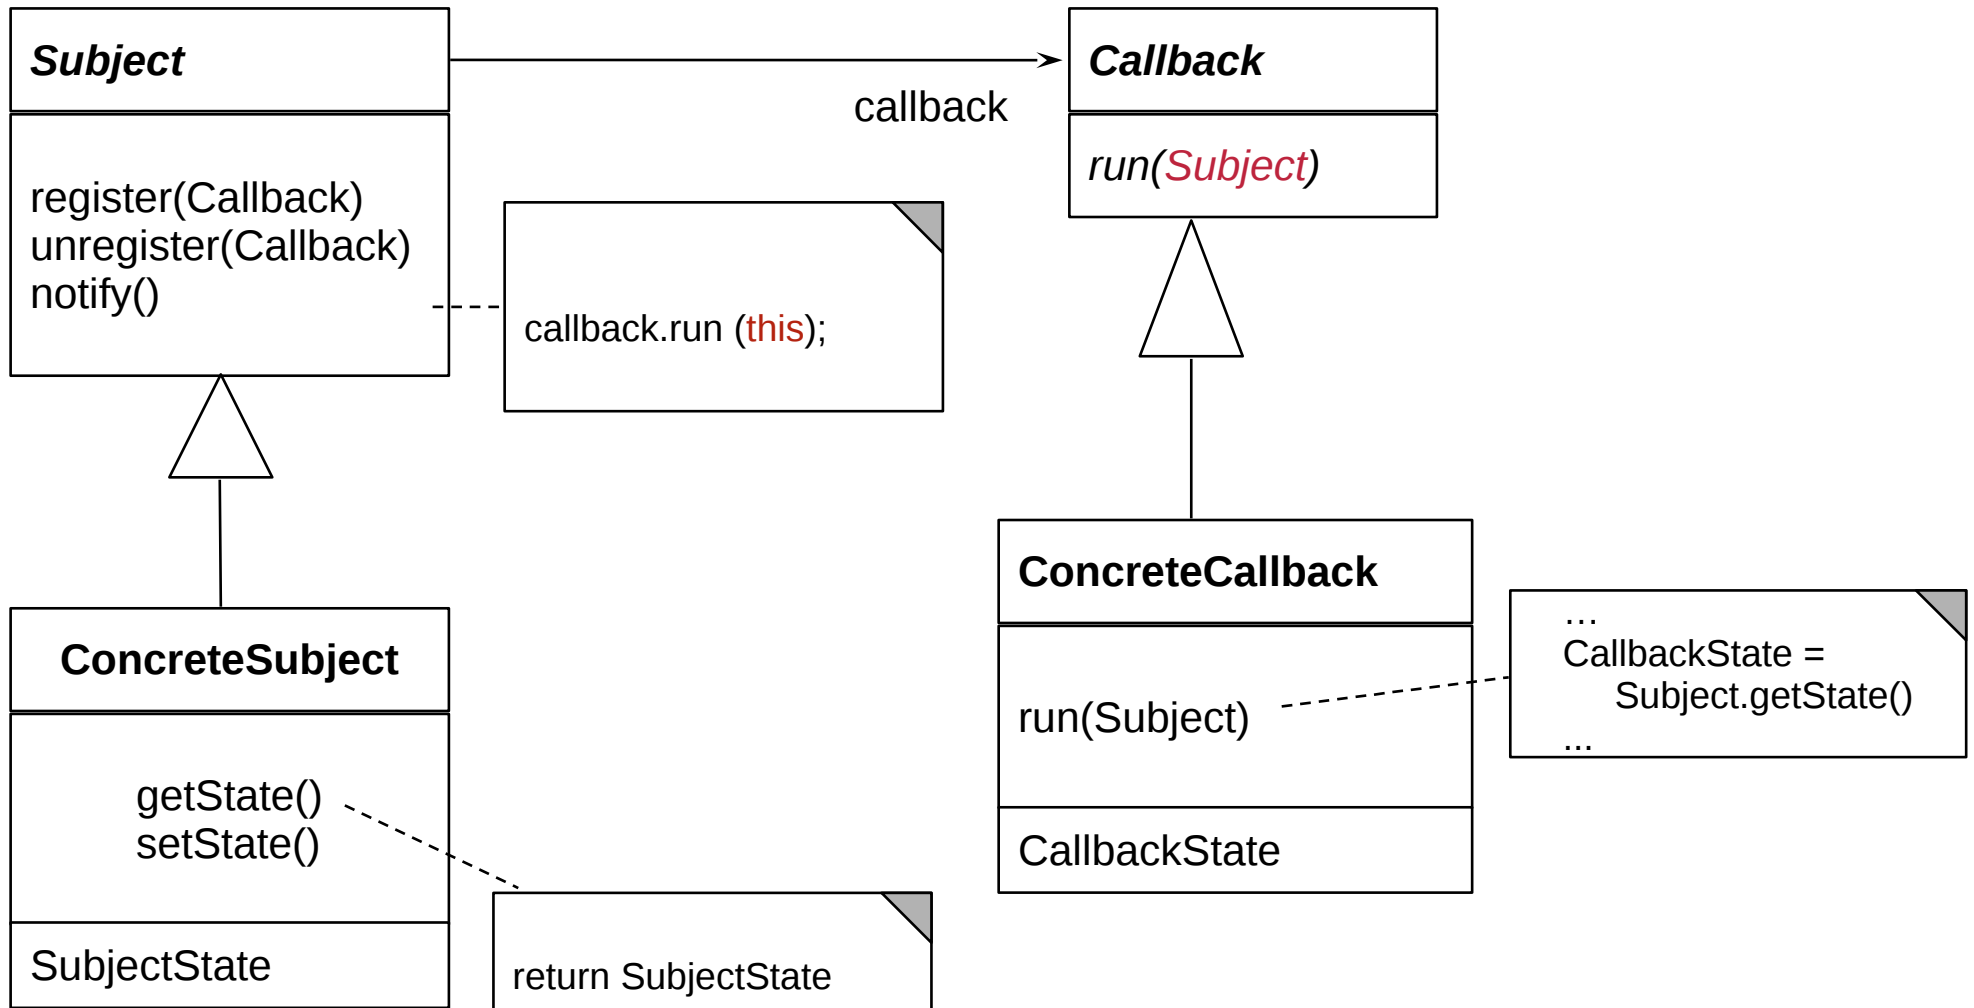 Subject
register(Callback)
unregister(Callback)
notify()
callback
Callback
run(Subject)
callback.run (this);
ConcreteSubject
getState()
setState()
SubjectState
return SubjectState
ConcreteCallback
run(Subject)
CallbackState
…
CallbackState =
Subject.getState()
...